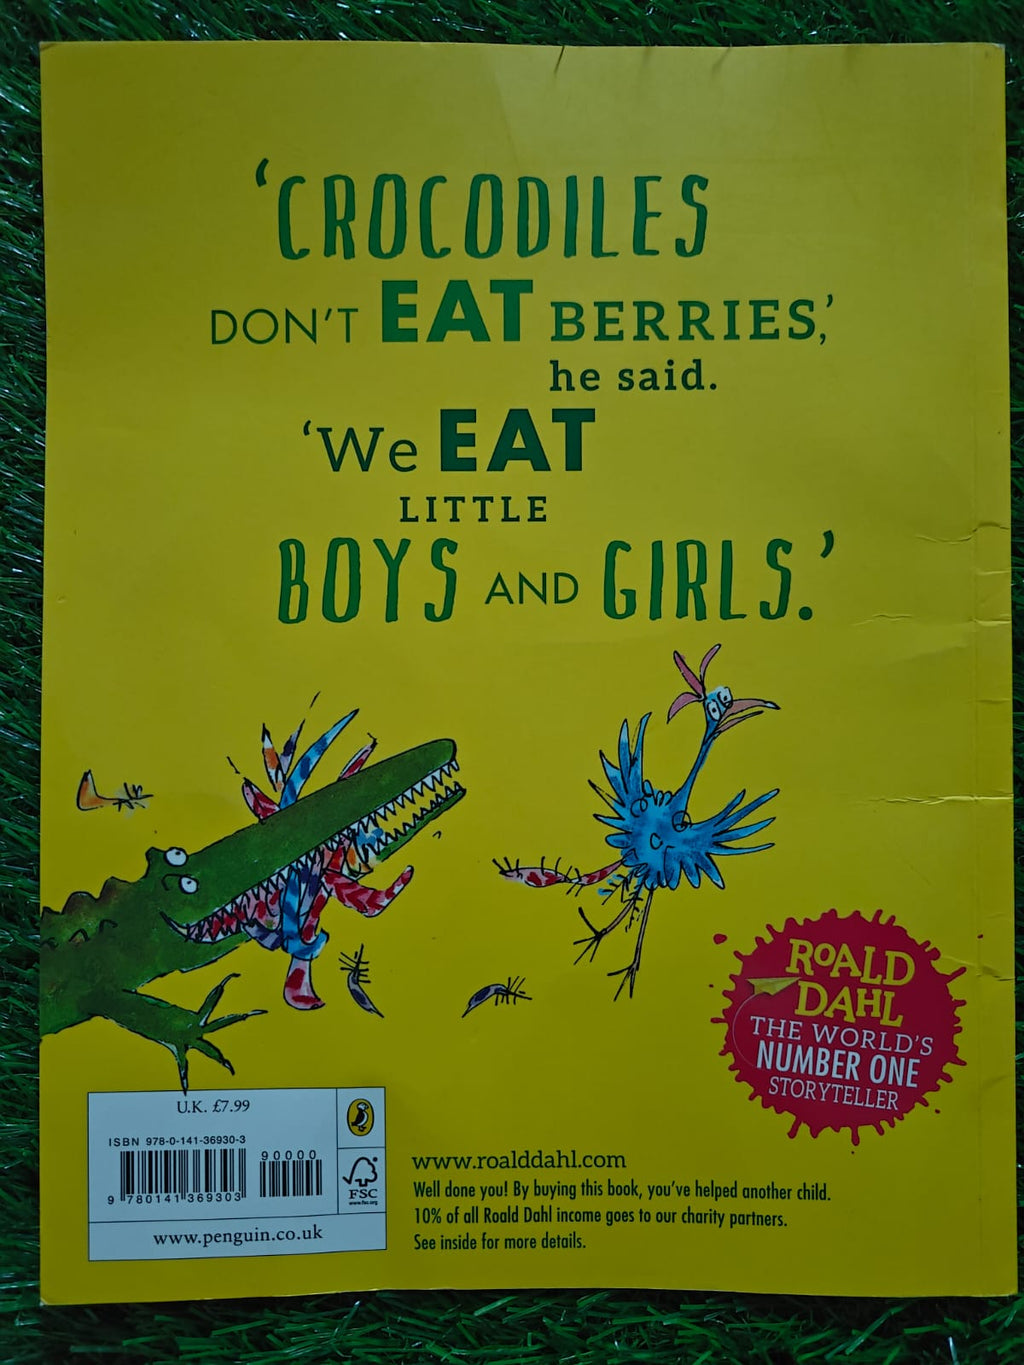 ‘CROCODILES
DON’T EAT BERRIES,’
he said.
‘We EAT
LITTLE
BOYS AND GIRLS.’
ROALD
DAHL
THE WORLD’S
NUMBER ONE
STORYTELLER
U.K. £7.99
ISBN 978-0-141-36930-3
90000
9 780141 369303
FSC
www.fsc.org
www.penguin.co.uk
www.roalddahl.com
Well done you! By buying this book, you’ve helped another child.
10% of all Roald Dahl income goes to our charity partners.
See inside for more details.